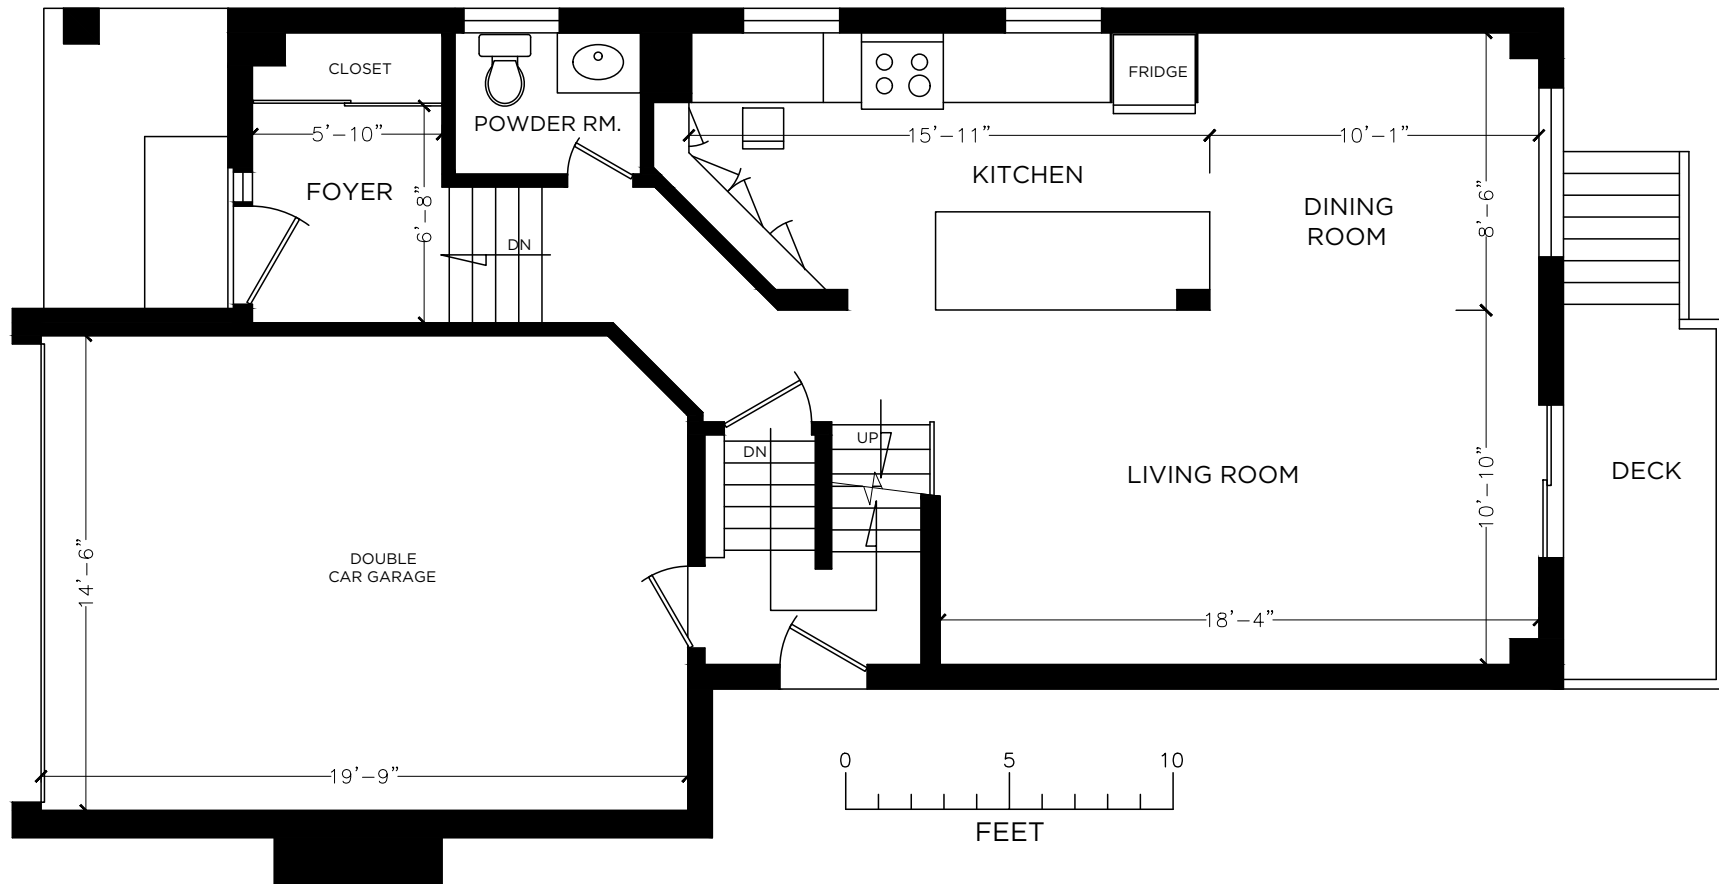 CLOSET
FRIDGE
POWDER RM.
5'-10"
15'-11"
10'-1"
KITCHEN
FOYER
6'-8"
8'-6"
DINING
ROOM
DN
UP
DN
LIVING ROOM
DECK
10'-10"
14'-6"
DOUBLE
CAR GARAGE
18'-4"
19'-9"
0 5 10
FEET